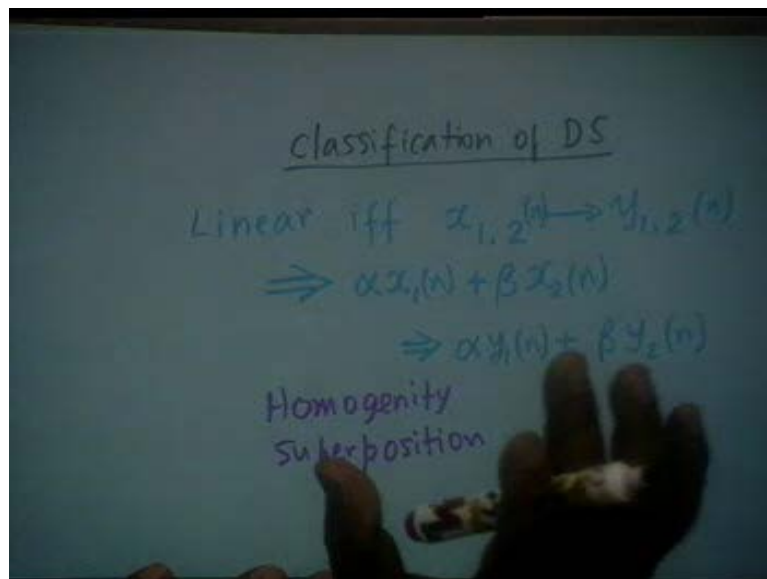 classification of DS
Linear iff x₁,₂(n) → y₁,₂(n)
⇒ αx₁(n) + βx₂(n)
⇒ αy₁(n) + βy₂(n)
Homogenity
superposition